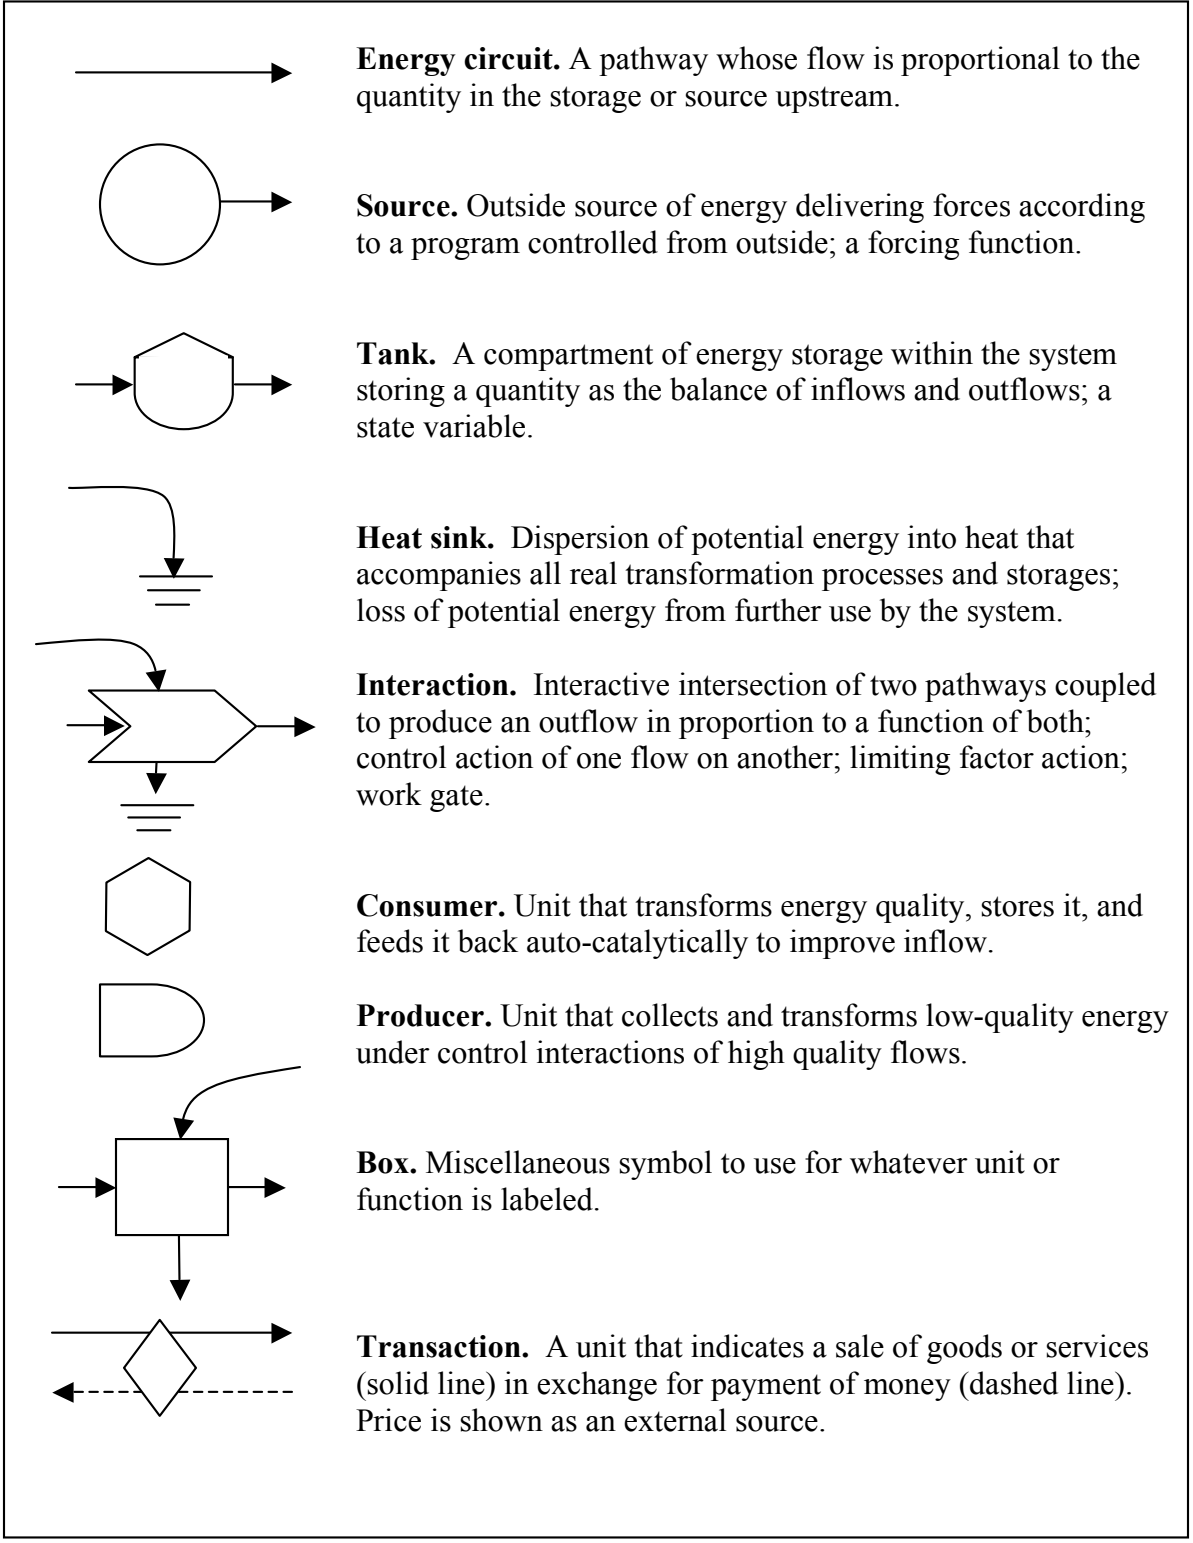 Energy circuit. A pathway whose flow is proportional to the
quantity in the storage or source upstream.
Source. Outside source of energy delivering forces according
to a program controlled from outside; a forcing function.
Tank.  A compartment of energy storage within the system
storing a quantity as the balance of inflows and outflows; a
state variable.
Heat sink.  Dispersion of potential energy into heat that
accompanies all real transformation processes and storages;
loss of potential energy from further use by the system.
Interaction.  Interactive intersection of two pathways coupled
to produce an outflow in proportion to a function of both;
control action of one flow on another; limiting factor action;
work gate.
Consumer. Unit that transforms energy quality, stores it, and
feeds it back auto-catalytically to improve inflow.
Producer. Unit that collects and transforms low-quality energy
under control interactions of high quality flows.
Box. Miscellaneous symbol to use for whatever unit or
function is labeled.
Transaction.  A unit that indicates a sale of goods or services
(solid line) in exchange for payment of money (dashed line).
Price is shown as an external source.